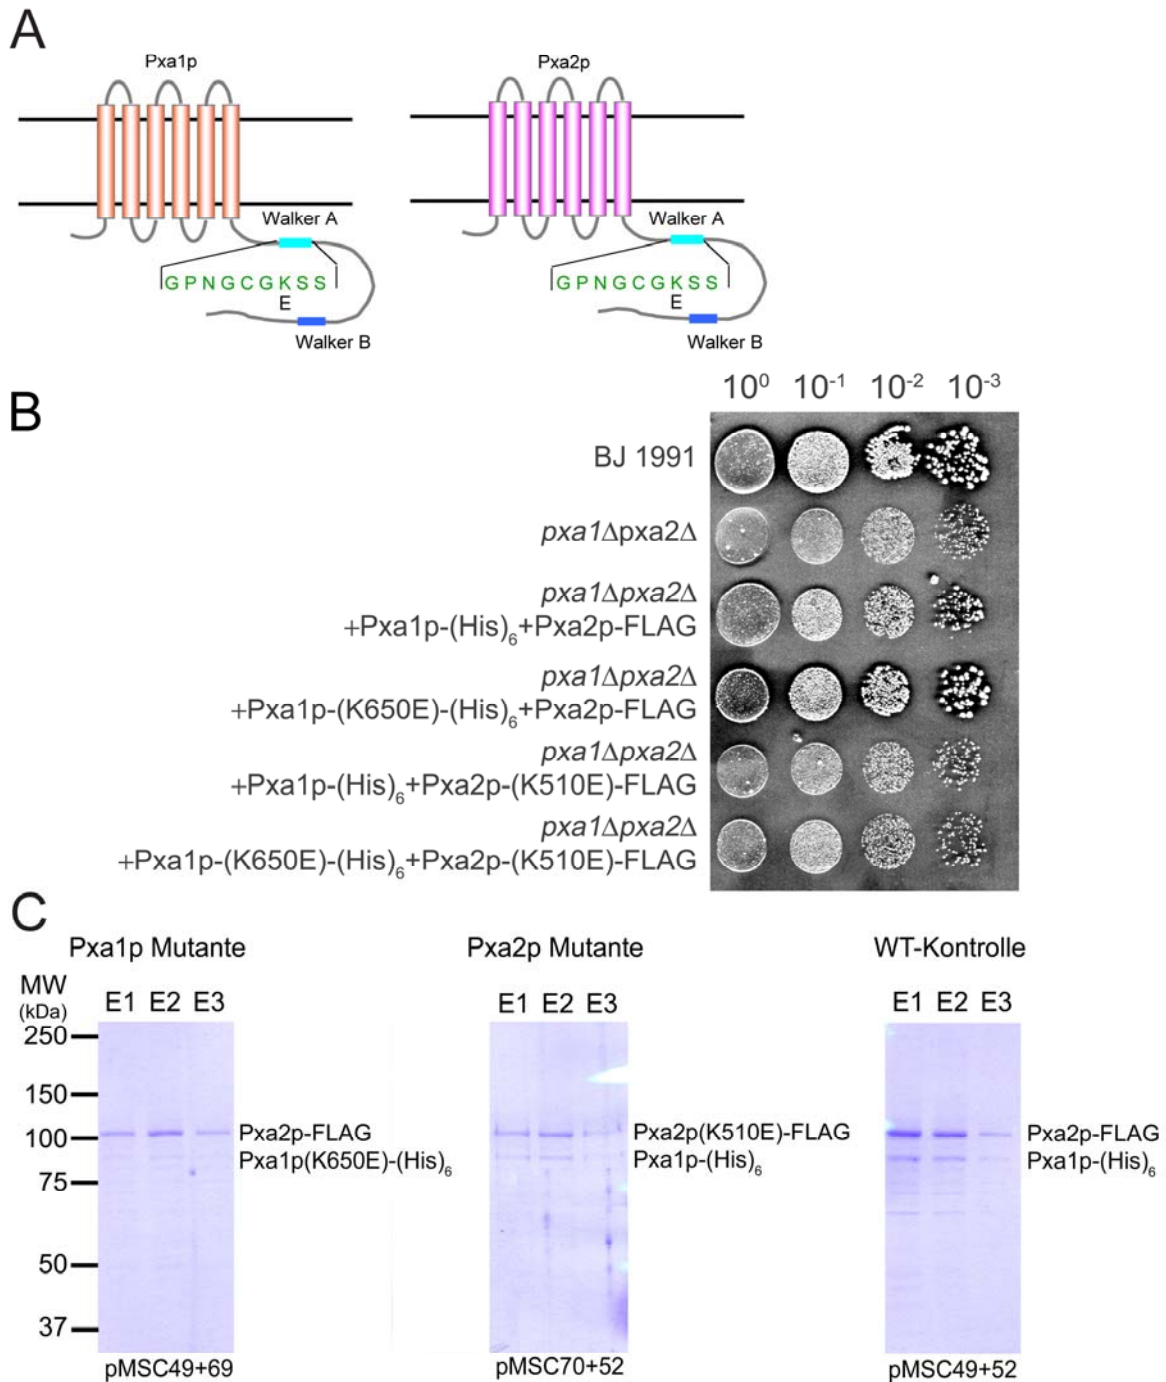 A
Pxa1p
Pxa2p
Walker A
Walker A
GPNGCGKSS
GPNGCGKSS
E
E
Walker B
Walker B
B
10⁰ 10⁻¹ 10⁻² 10⁻³
BJ 1991
pxa1Δpxa2Δ
pxa1Δpxa2Δ
+Pxa1p-(His)₆+Pxa2p-FLAG
pxa1Δpxa2Δ
+Pxa1p-(K650E)-(His)₆+Pxa2p-FLAG
pxa1Δpxa2Δ
+Pxa1p-(His)₆+Pxa2p-(K510E)-FLAG
pxa1Δpxa2Δ
+Pxa1p-(K650E)-(His)₆+Pxa2p-(K510E)-FLAG
C
Pxa1p Mutante
Pxa2p Mutante
WT-Kontrolle
MW
(kDa)
E1 E2 E3
E1 E2 E3
E1 E2 E3
250
150
100
75
50
37
Pxa2p-FLAG
Pxa1p(K650E)-(His)₆
Pxa2p(K510E)-FLAG
Pxa1p-(His)₆
Pxa2p-FLAG
Pxa1p-(His)₆
pMSC49+69
pMSC70+52
pMSC49+52